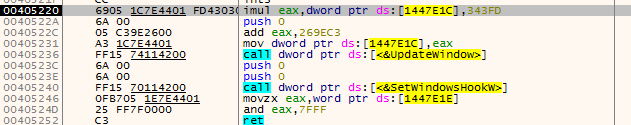 00405220 6905 1C7E4401 FD43030 imul eax,dword ptr ds:[1447E1C],343FD
0040522A 6A 00 push 0
0040522C 05 C39E2600 add eax,269EC3
00405231 A3 1C7E4401 mov dword ptr ds:[1447E1C],eax
00405236 FF15 74114200 call dword ptr ds:[<&UpdateWindow>]
0040523C 6A 00 push 0
0040523E 6A 00 push 0
00405240 FF15 70114200 call dword ptr ds:[<&SetWindowsHookW>]
00405246 0FB705 1E7E4401 movzx eax,word ptr ds:[1447E1E]
0040524D 25 FF7F0000 and eax,7FFF
00405252 C3 ret